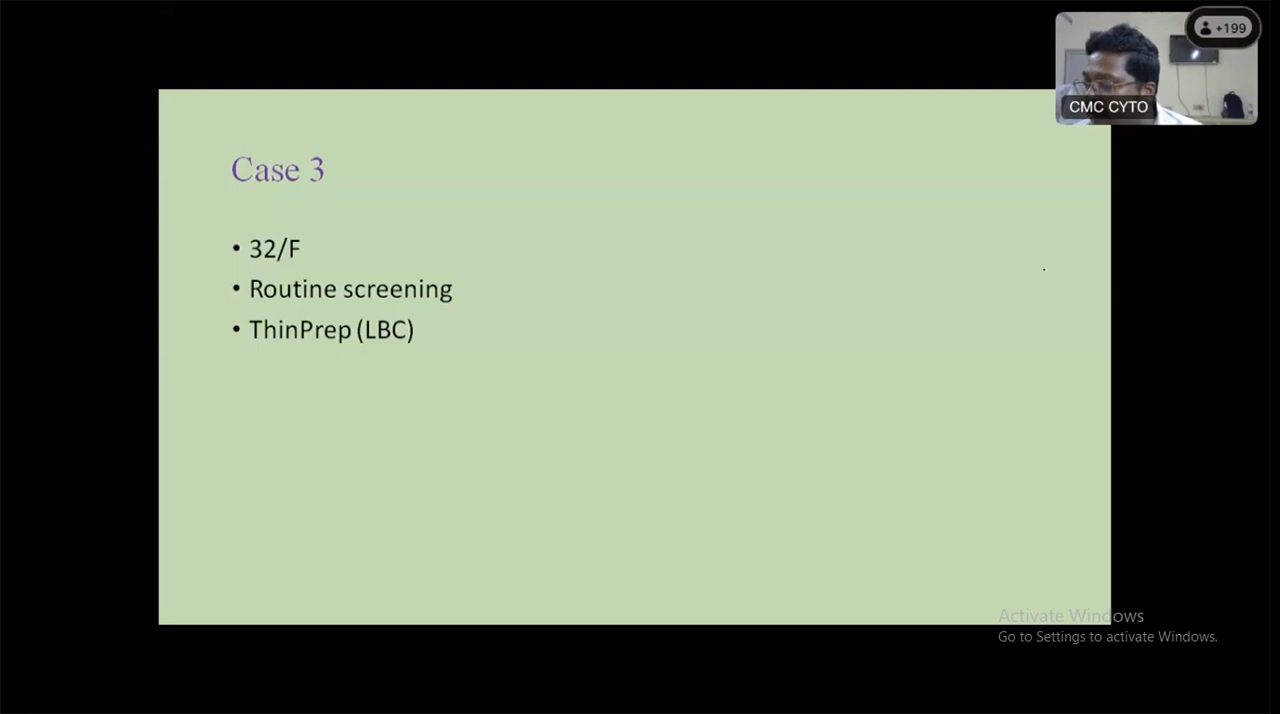 +199
CMC CYTO
Case 3
• 32/F
• Routine screening
• ThinPrep (LBC)
Activate Windows
Go to Settings to activate Windows.